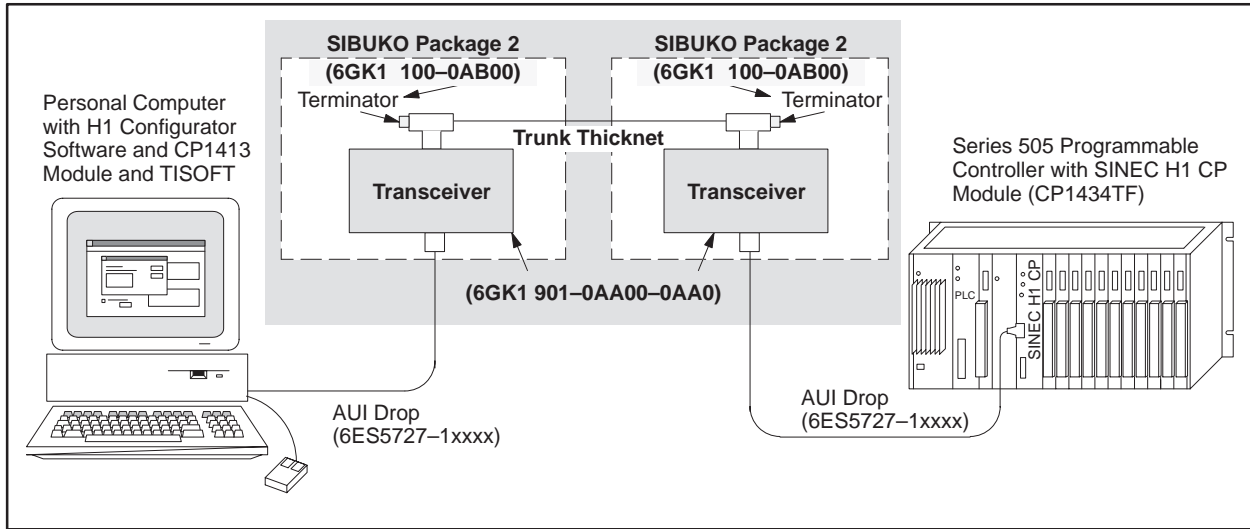 SIBUKO Package 2
(6GK1 100–0AB00)
Terminator
SIBUKO Package 2
(6GK1 100–0AB00)
Terminator
Trunk Thicknet
Personal Computer
with H1 Configurator
Software and CP1413
Module and TISOFT
Transceiver
Transceiver
Series 505 Programmable
Controller with SINEC H1 CP
Module (CP1434TF)
(6GK1 901–0AA00–0AA0)
PLC
SINEC H1 CP
AUI Drop
(6ES5727–1xxxx)
AUI Drop
(6ES5727–1xxxx)